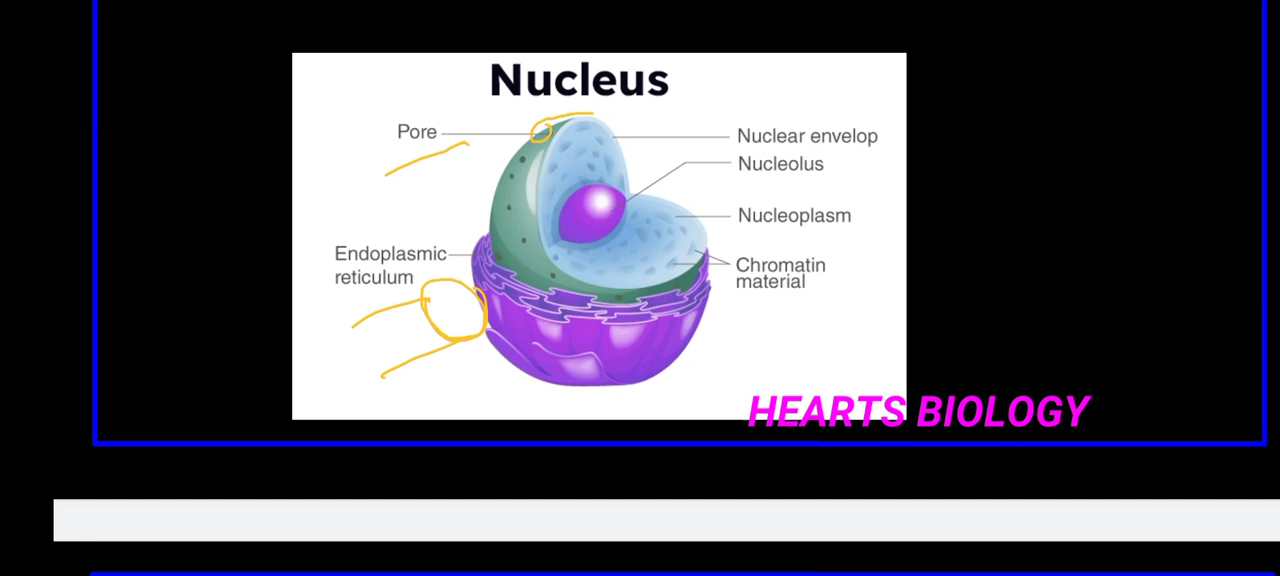 Nucleus
Pore
Nuclear envelop
Nucleolus
Nucleoplasm
Endoplasmic
reticulum
Chromatin
material
HEARTS BIOLOGY